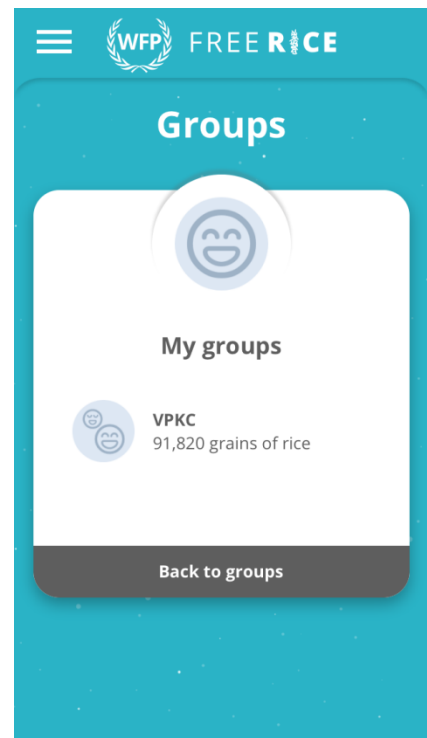 WFP FREE RICE
Groups
My groups
VPKC
91,820 grains of rice
Back to groups